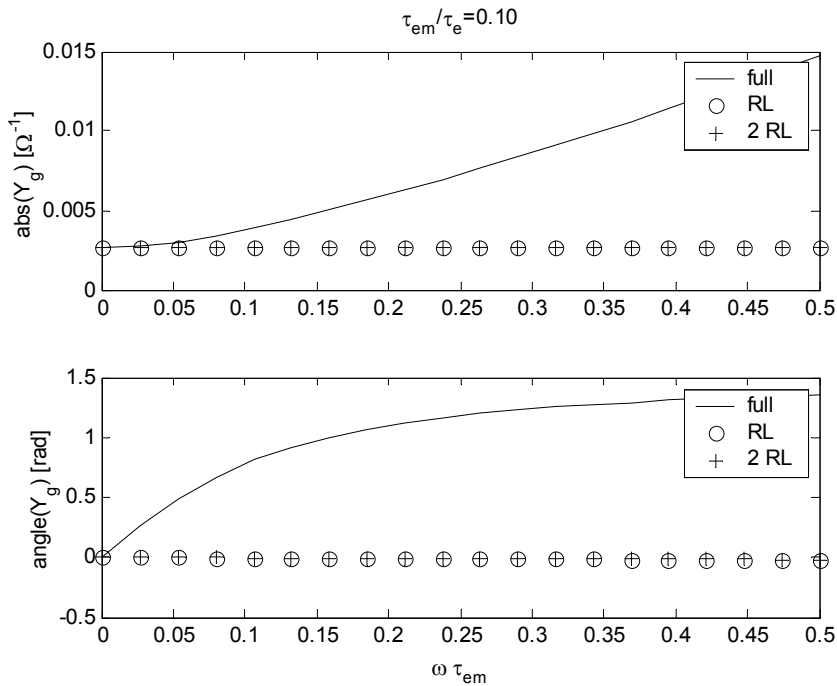 τem/τe=0.10
0.015
0.01
0.005
0
abs(Yg) [Ω-1]
full
RL
2 RL
0 0.05 0.1 0.15 0.2 0.25 0.3 0.35 0.4 0.45 0.5
1.5
1
0.5
0
-0.5
angle(Yg) [rad]
full
RL
2 RL
0 0.05 0.1 0.15 0.2 0.25 0.3 0.35 0.4 0.45 0.5
ω τem